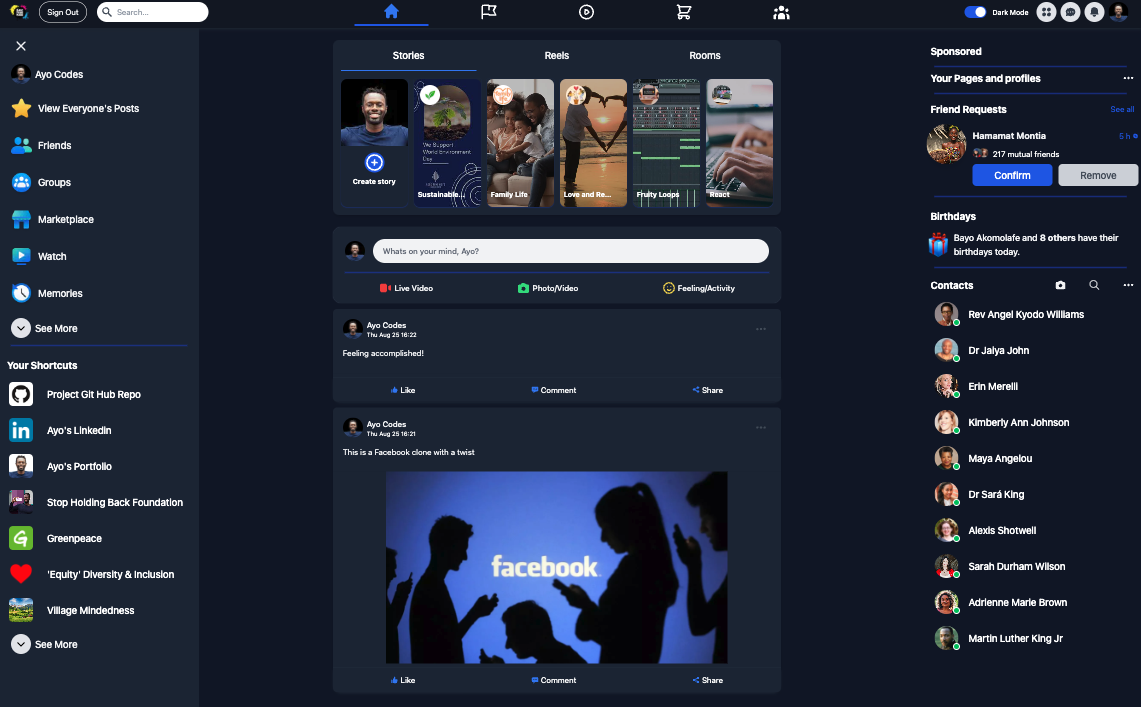 Sign Out
Search...
Dark Mode
Ayo Codes
View Everyone's Posts
Friends
Groups
Marketplace
Watch
Memories
See More
Your Shortcuts
Project Git Hub Repo
Ayo's Linkedin
Ayo's Portfolio
Stop Holding Back Foundation
Greenpeace
'Equity' Diversity & Inclusion
Village Mindedness
See More
Stories
Reels
Rooms
Create story
We Support
World Environment
Day
Sustainable...
Family Life
Love and Re...
Fruity Loops
React
Whats on your mind, Ayo?
Live Video
Photo/Video
Feeling/Activity
Ayo Codes
Thu Aug 25 16:22
Feeling accomplished!
Like
Comment
Share
Ayo Codes
Thu Aug 25 16:21
This is a Facebook clone with a twist
facebook
Like
Comment
Share
Sponsored
Your Pages and profiles
Friend Requests
See all
Hamamat Montia
5 h
217 mutual friends
Confirm
Remove
Birthdays
Bayo Akomolafe and 8 others have their
birthdays today.
Contacts
Rev Angel Kyodo Williams
Dr Jaiya John
Erin Merelli
Kimberly Ann Johnson
Maya Angelou
Dr Sará King
Alexis Shotwell
Sarah Durham Wilson
Adrienne Marie Brown
Martin Luther King Jr